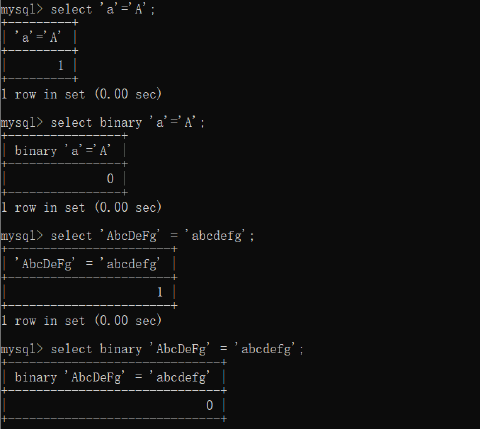 mysql> select 'a'='A';
+---------+
| 'a'='A' |
+---------+
|       1 |
+---------+
1 row in set (0.00 sec)
mysql> select binary 'a'='A';
+----------------+
| binary 'a'='A' |
+----------------+
|              0 |
+----------------+
1 row in set (0.00 sec)
mysql> select 'AbcDeFg' = 'abcdefg';
+-----------------------+
| 'AbcDeFg' = 'abcdefg' |
+-----------------------+
|                     1 |
+-----------------------+
1 row in set (0.00 sec)
mysql> select binary 'AbcDeFg' = 'abcdefg';
+------------------------------+
| binary 'AbcDeFg' = 'abcdefg' |
+------------------------------+
|                            0 |
+------------------------------+